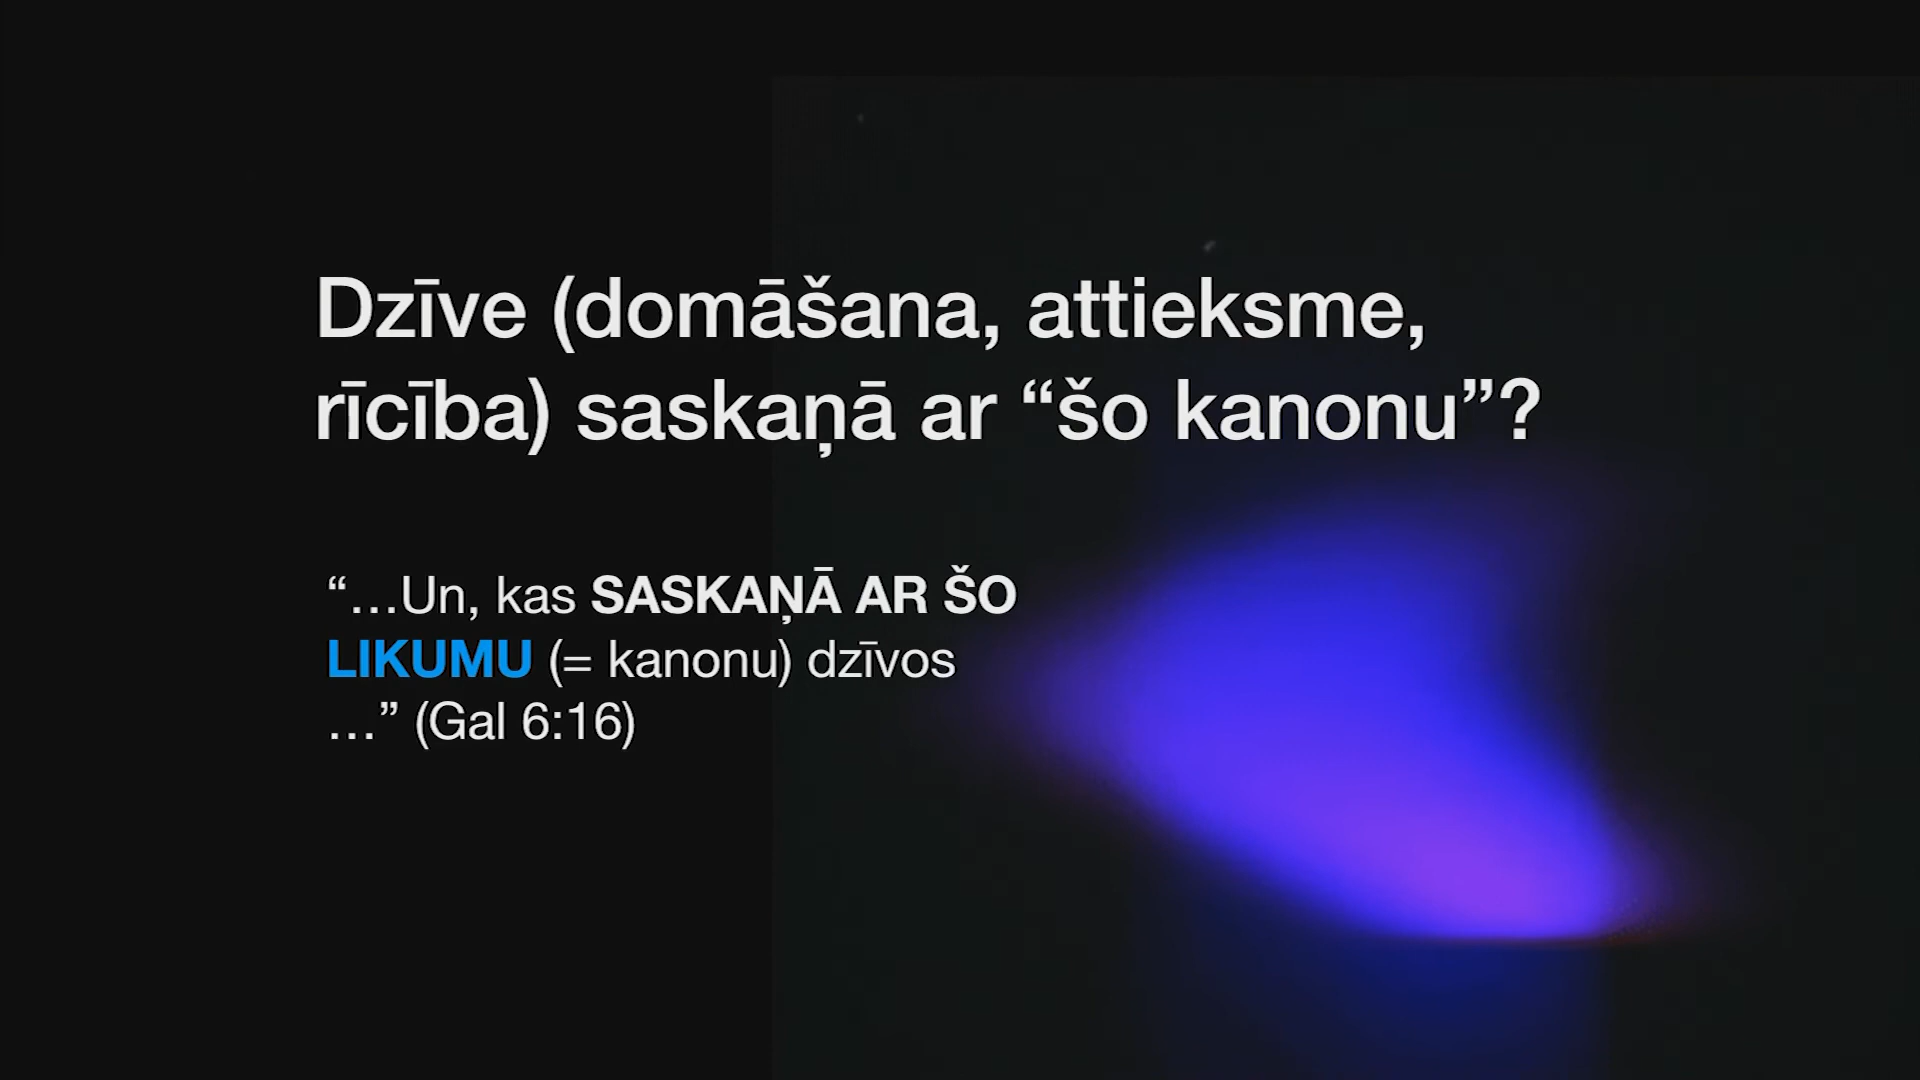 Dzīve (domāšana, attieksme,
rīcība) saskaņā ar “šo kanonu”?
“…Un, kas SASKAŅĀ AR ŠO
LIKUMU (= kanonu) dzīvos
…” (Gal 6:16)